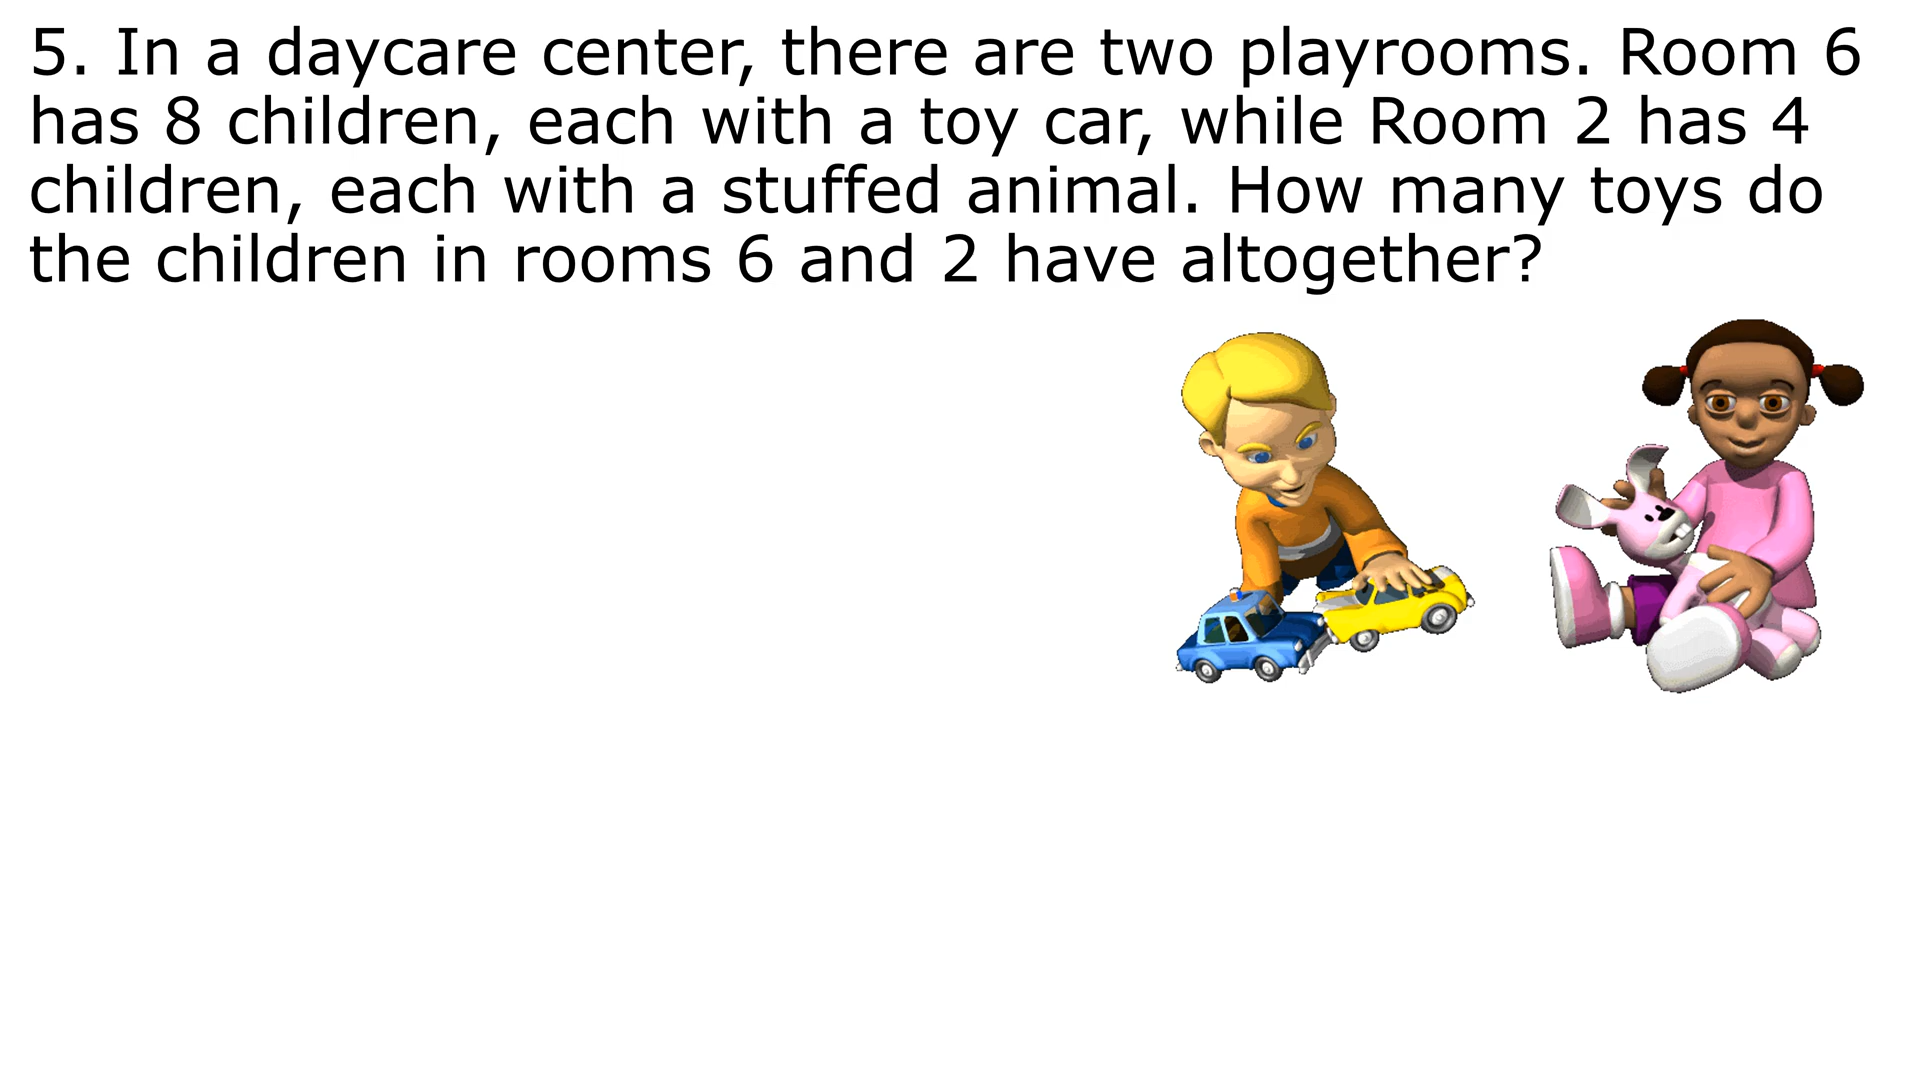 5. In a daycare center, there are two playrooms. Room 6
has 8 children, each with a toy car, while Room 2 has 4
children, each with a stuffed animal. How many toys do
the children in rooms 6 and 2 have altogether?